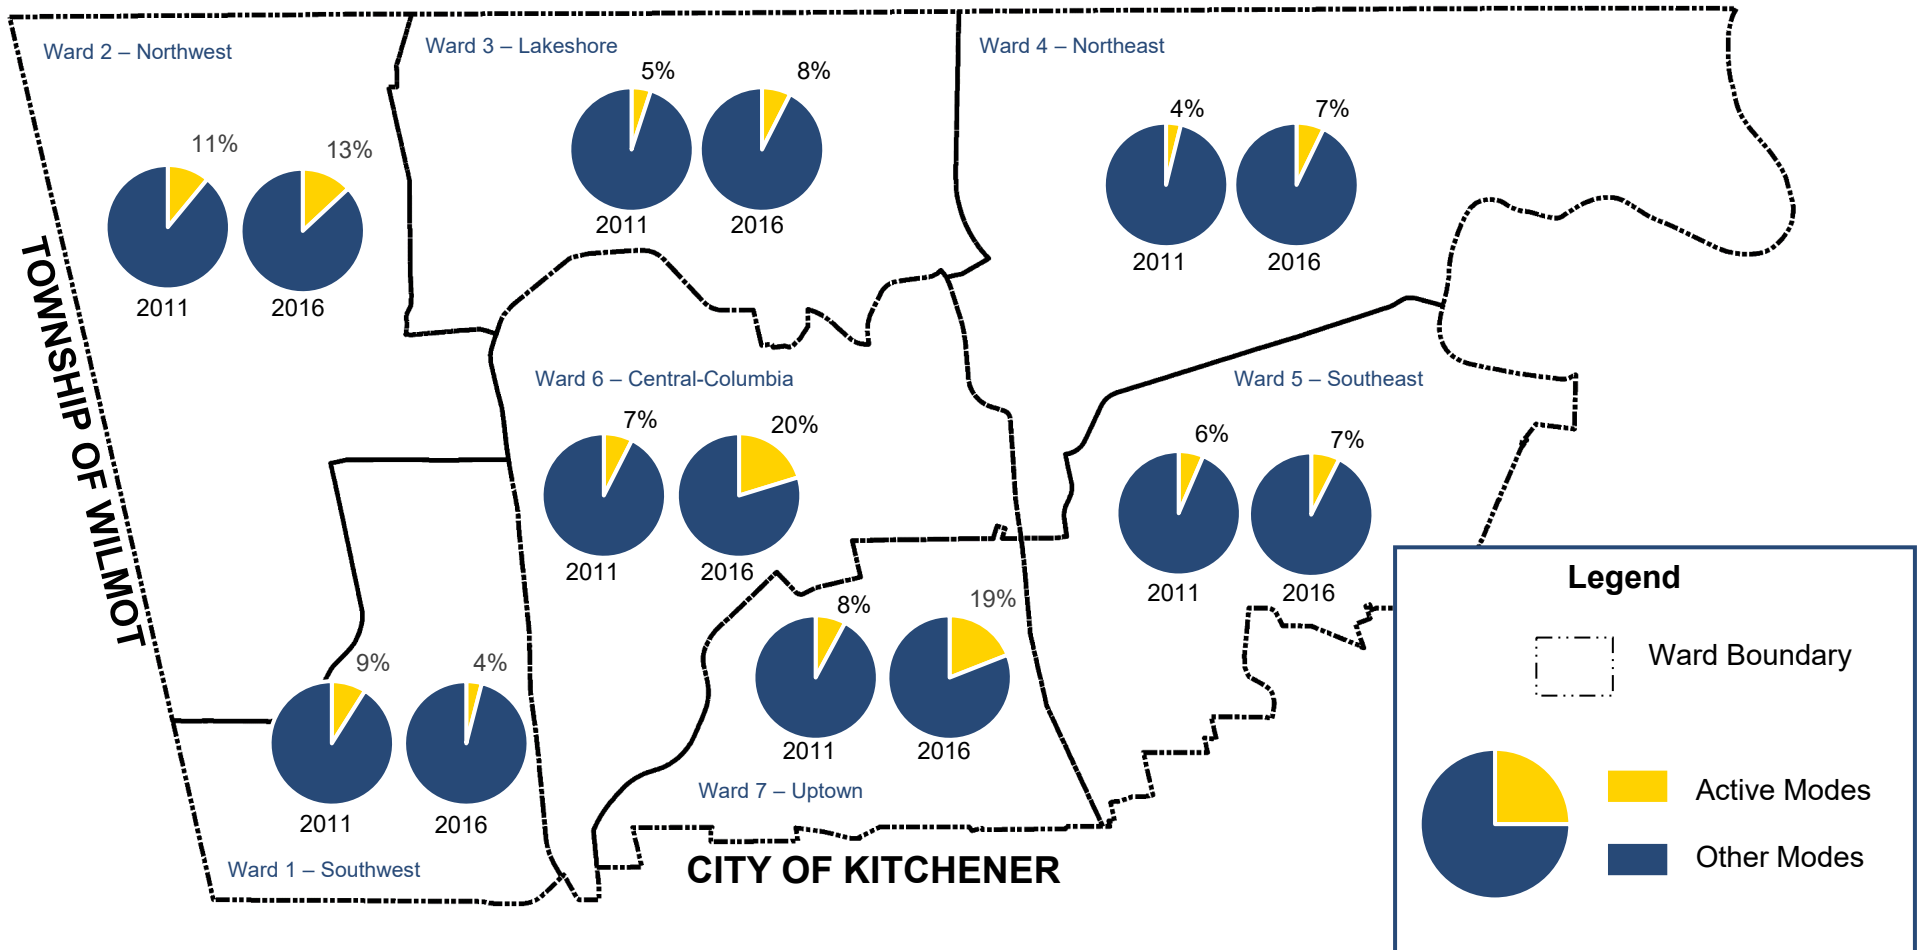 Ward 2 – Northwest
11%
13%
2011
2016
Ward 3 – Lakeshore
5%
8%
2011
2016
Ward 4 – Northeast
4%
7%
2011
2016
TOWNSHIP OF WILMOT
Ward 6 – Central-Columbia
7%
20%
2011
2016
Ward 5 – Southeast
6%
7%
2011
2016
9%
4%
2011
2016
Ward 1 – Southwest
8%
19%
2011
2016
Ward 7 – Uptown
CITY OF KITCHENER
Legend
Ward Boundary
Active Modes
Other Modes